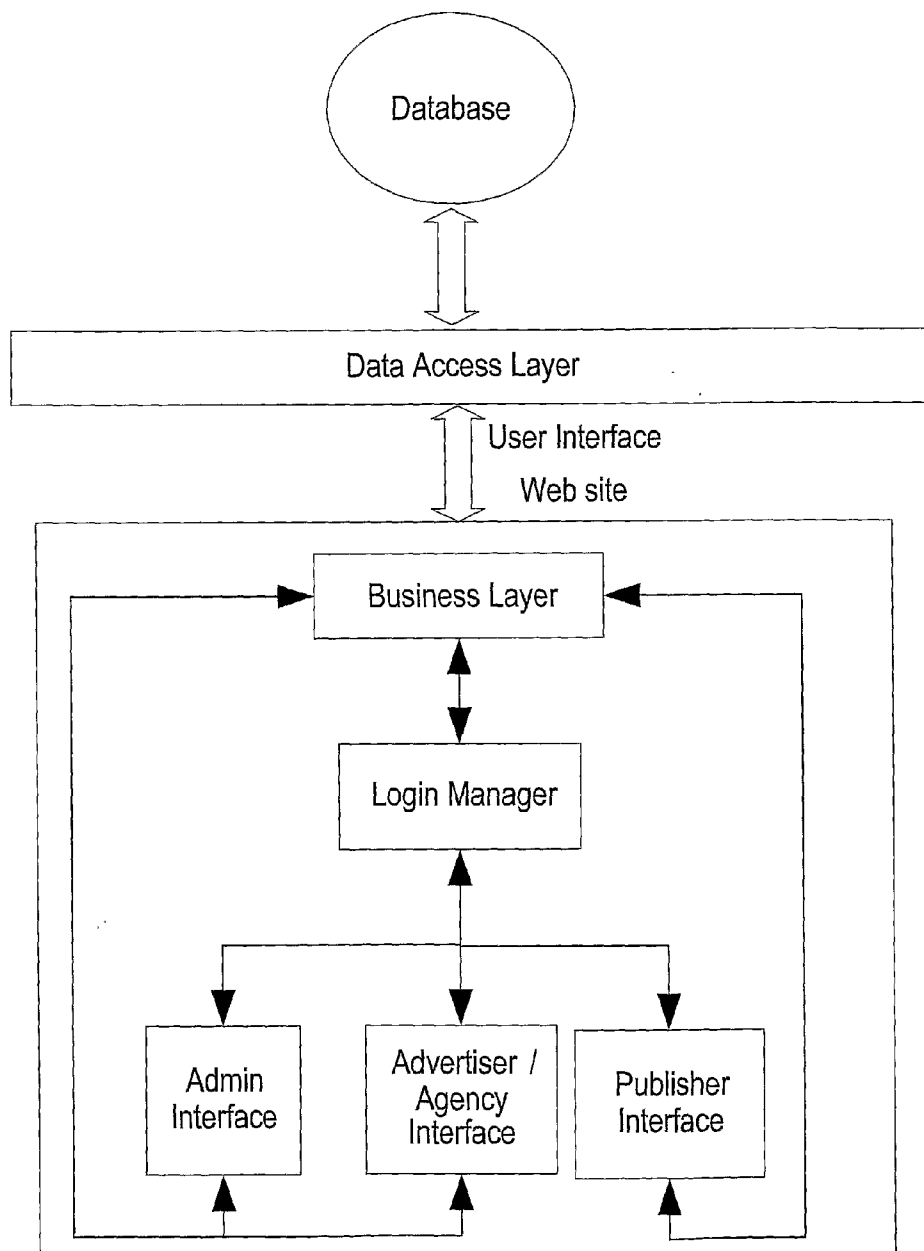 Database
Data Access Layer
User Interface
Web site
Business Layer
Login Manager
Admin
Interface
Advertiser /
Agency
Interface
Publisher
Interface